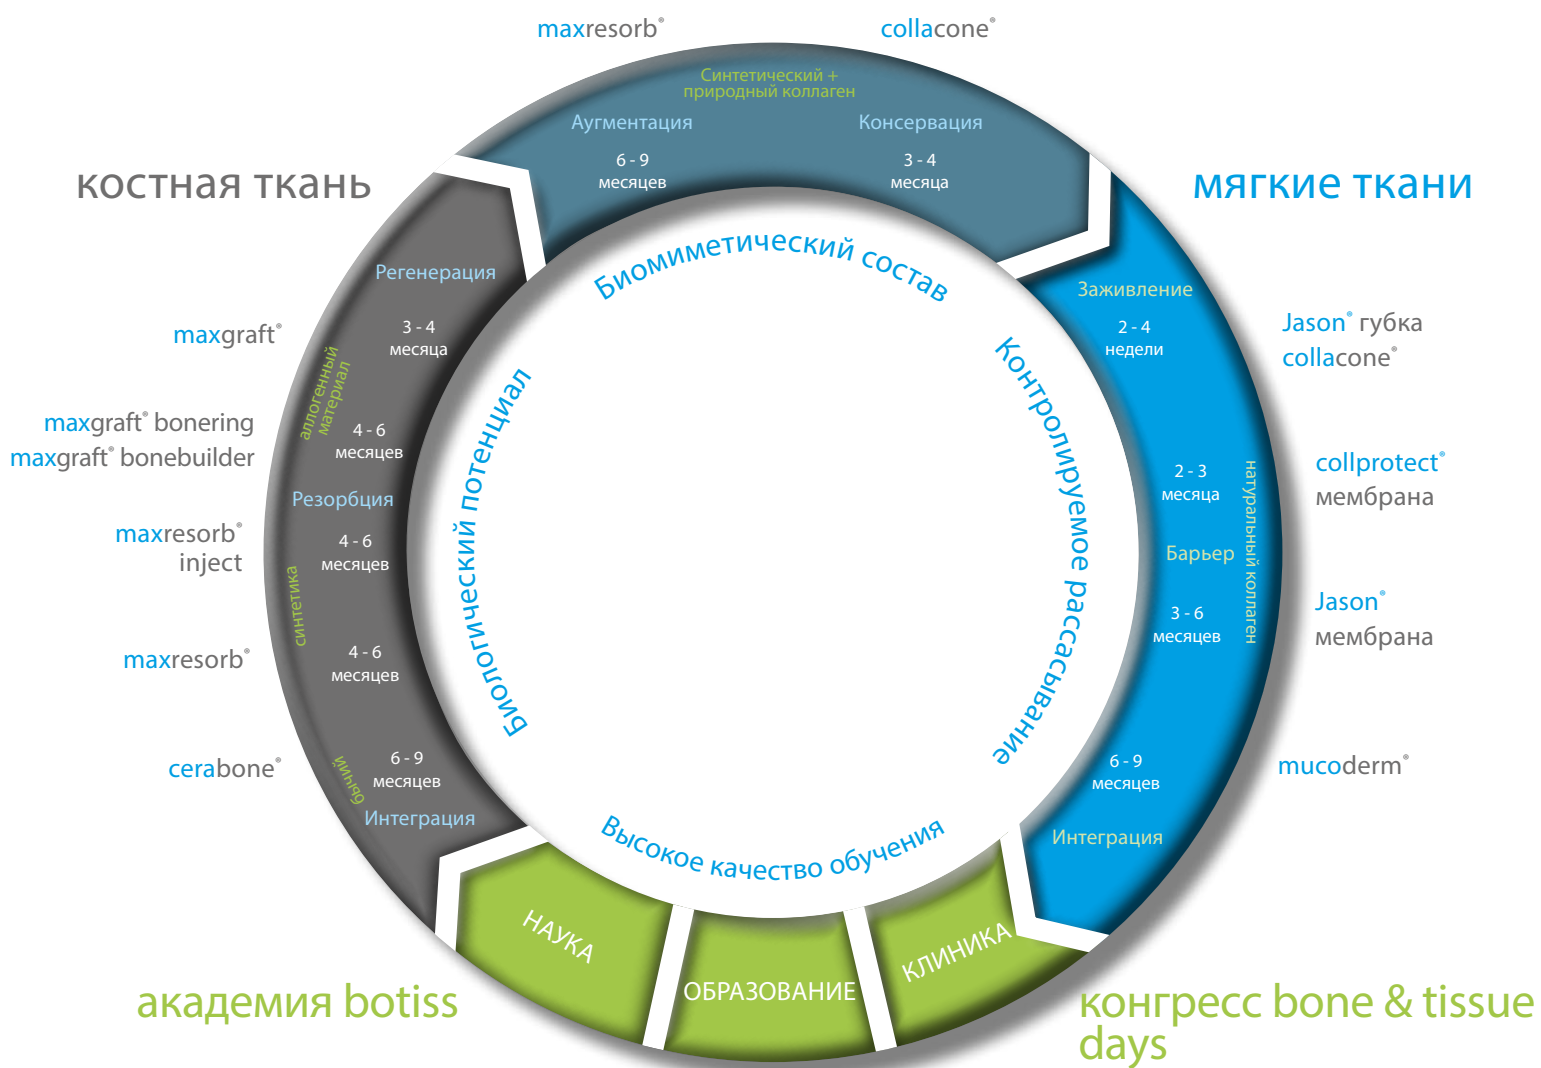 maxresorb®
collacone®
Синтетический +
природный коллаген
Аугментация
6 - 9
месяцев
Консервация
3 - 4
месяца
костная ткань
мягкие ткани
Регенерация
3 - 4
месяца
maxgraft®
аллогенный
материал
maxgraft® bonering
maxgraft® bonebuilder
4 - 6
месяцев
Резорбция
maxresorb®
inject
4 - 6
месяцев
синтетика
maxresorb®
4 - 6
месяцев
cerabone®
бычий
6 - 9
месяцев
Интеграция
Биомиметический состав
Биологический потенциал
Контролируемое рассасывание
Высокое качество обучения
Заживление
2 - 4
недели
Jason® губка
collacone®
2 - 3
месяца
натуральный коллаген
collprotect®
мембрана
Барьер
3 - 6
месяцев
Jason®
мембрана
6 - 9
месяцев
mucoderm®
Интеграция
НАУКА
ОБРАЗОВАНИЕ
КЛИНИКА
академия botiss
конгресс bone & tissue
days